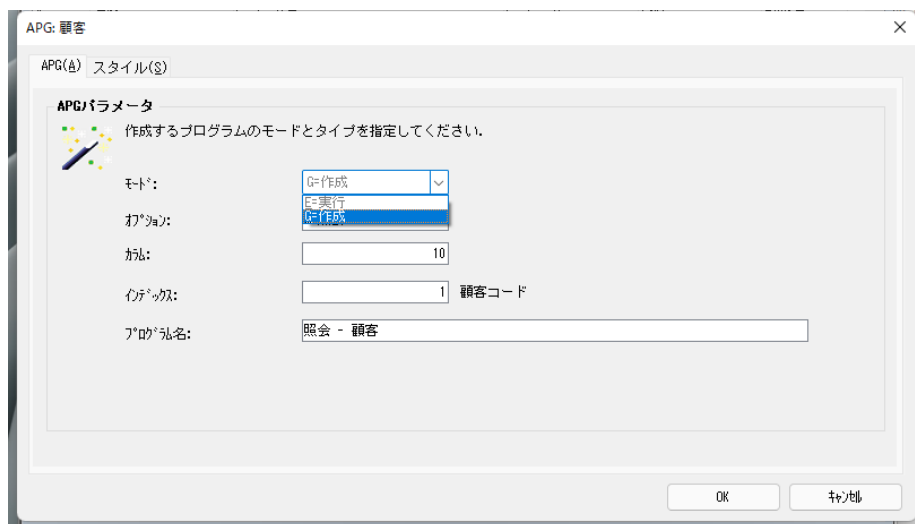 APG: 顧客
APG(A) スタイル(S)
APGパラメータ
作成するプログラムのモードとタイプを指定してください.
ﾓｰﾄﾞ: G=作成
E=実行
G=作成
ｵﾌﾟｼｮﾝ:
ｶﾗﾑ: 10
ｲﾝﾃﾞｯｸｽ: 1 顧客コード
ﾌﾟﾛｸﾞﾗﾑ名: 照会 - 顧客
OK ｷｬﾝｾﾙ